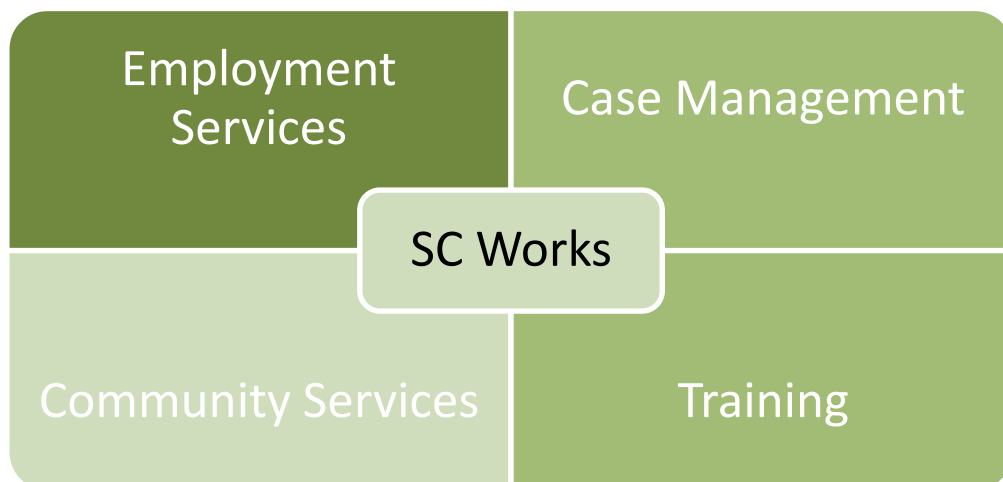 Employment
Services
Case Management
SC Works
Community Services
Training